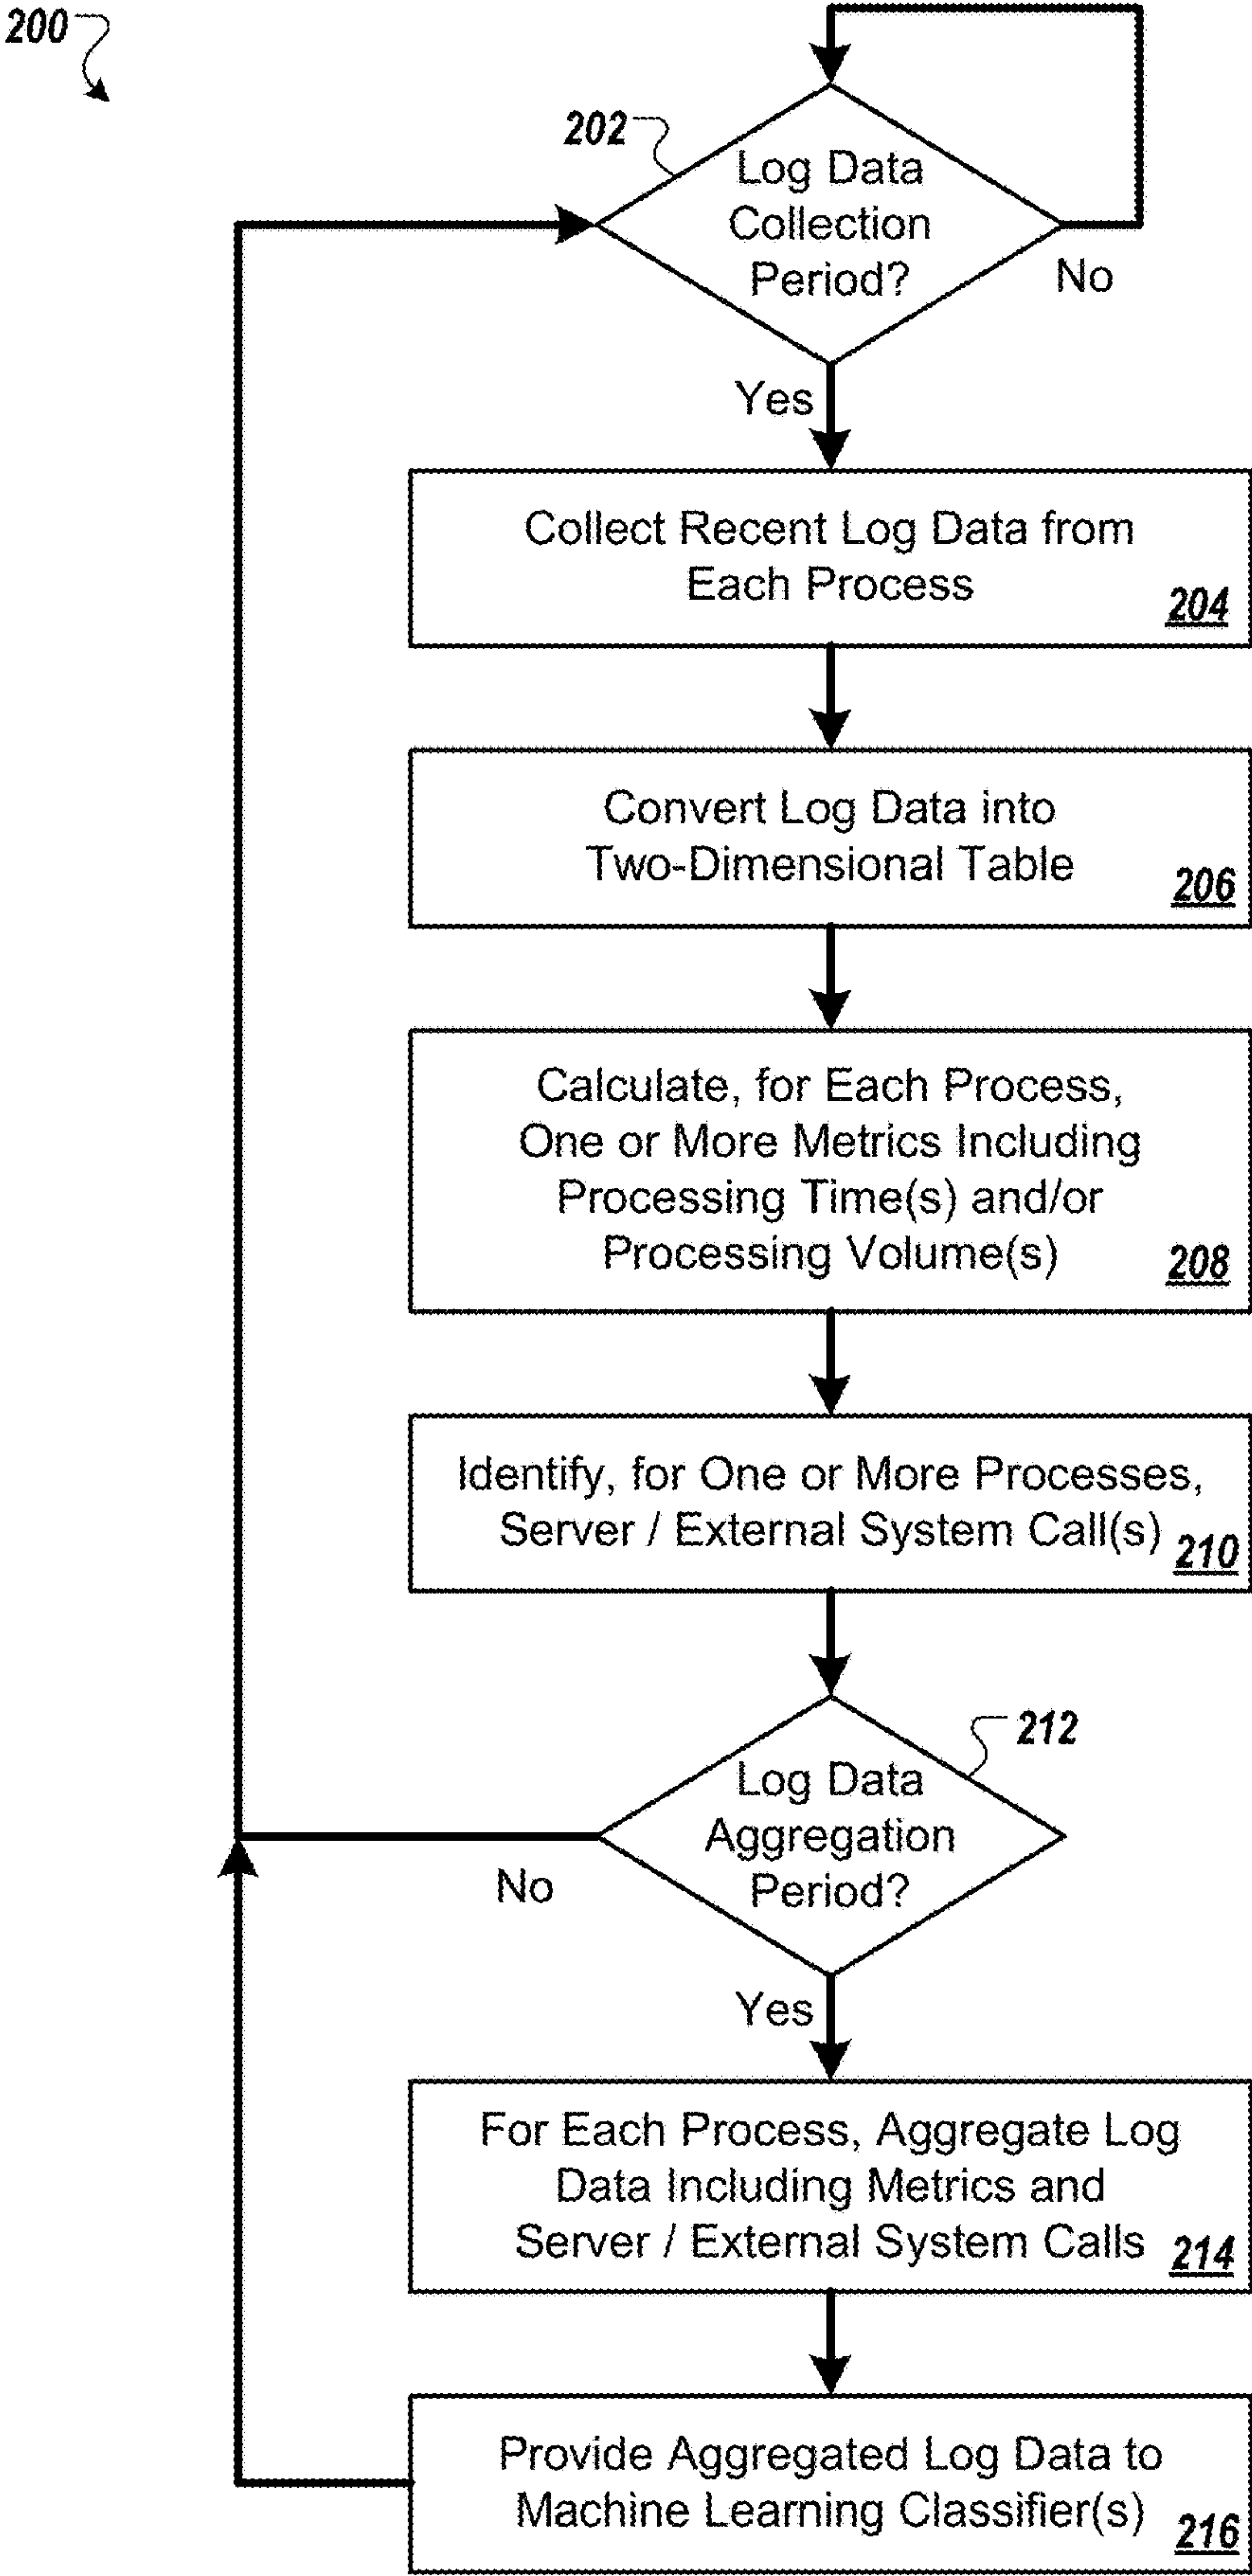 200
202
Log Data
Collection
Period?
No
Yes
Collect Recent Log Data from
Each Process
204
Convert Log Data into
Two-Dimensional Table
206
Calculate, for Each Process,
One or More Metrics Including
Processing Time(s) and/or
Processing Volume(s)
208
Identify, for One or More Processes,
Server / External System Call(s)
210
212
Log Data
Aggregation
Period?
No
Yes
For Each Process, Aggregate Log
Data Including Metrics and
Server / External System Calls
214
Provide Aggregated Log Data to
Machine Learning Classifier(s)
216